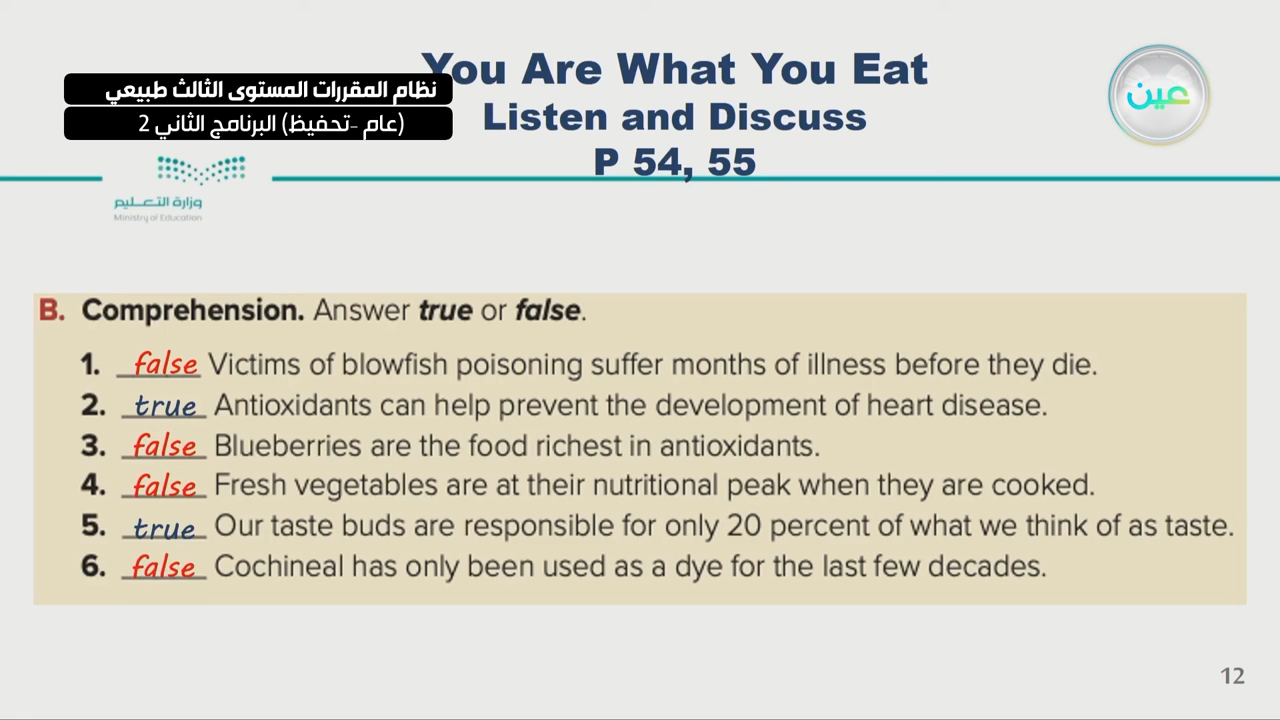 You Are What You Eat
نظام المقررات المستوى الثالث طبيعي
Listen and Discuss
(عام -تحفيظ) البرنامج الثاني 2
P 54, 55
عين
وزارة التعـــليم
Ministry of Education
B. Comprehension. Answer true or false.
1. false Victims of blowfish poisoning suffer months of illness before they die.
2. true Antioxidants can help prevent the development of heart disease.
3. false Blueberries are the food richest in antioxidants.
4. false Fresh vegetables are at their nutritional peak when they are cooked.
5. true Our taste buds are responsible for only 20 percent of what we think of as taste.
6. false Cochineal has only been used as a dye for the last few decades.
12